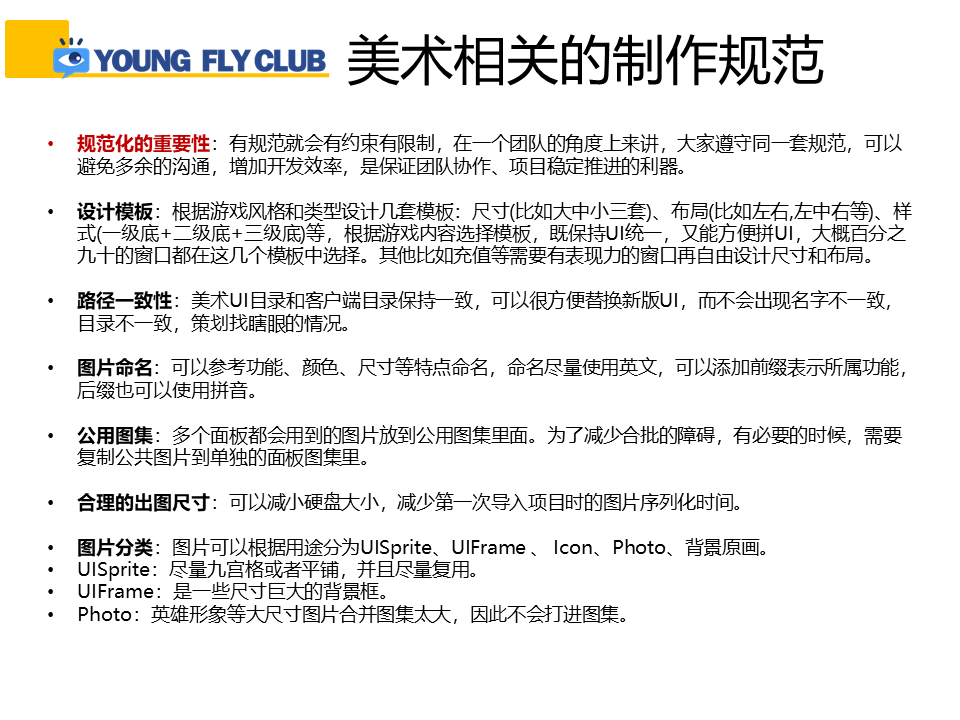 YOUNG FLY CLUB
美术相关的制作规范
• 规范化的重要性：有规范就会有约束有限制，在一个团队的角度上来讲，大家遵守同一套规范，可以
避免多余的沟通，增加开发效率，是保证团队协作、项目稳定推进的利器。
• 设计模板：根据游戏风格和类型设计几套模板：尺寸(比如大中小三套)、布局(比如左右,左中右等)、样
式(一级底+二级底+三级底)等，根据游戏内容选择模板，既保持UI统一，又能方便拼UI，大概百分之
九十的窗口都在这几个模板中选择。其他比如充值等需要有表现力的窗口再自由设计尺寸和布局。
• 路径一致性：美术UI目录和客户端目录保持一致，可以很方便替换新版UI，而不会出现名字不一致，
目录不一致，策划找瞎眼的情况。
• 图片命名：可以参考功能、颜色、尺寸等特点命名，命名尽量使用英文，可以添加前缀表示所属功能，
后缀也可以使用拼音。
• 公用图集：多个面板都会用到的图片放到公用图集里面。为了减少合批的障碍，有必要的时候，需要
复制公共图片到单独的面板图集里。
• 合理的出图尺寸：可以减小硬盘大小，减少第一次导入项目时的图片序列化时间。
• 图片分类：图片可以根据用途分为UISprite、UIFrame 、 Icon、Photo、背景原画。
• UISprite：尽量九宫格或者平铺，并且尽量复用。
• UIFrame：是一些尺寸巨大的背景框。
• Photo：英雄形象等大尺寸图片合并图集太大，因此不会打进图集。